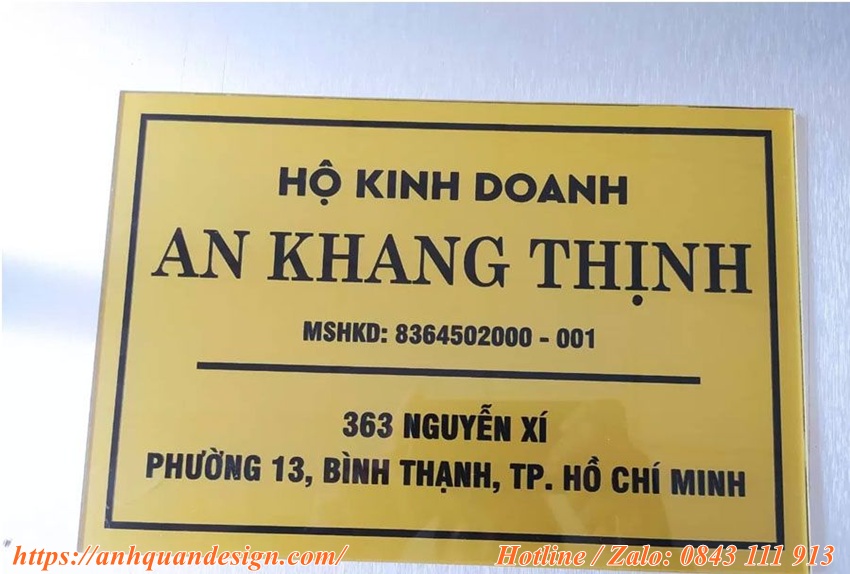 HỘ KINH DOANH
AN KHANG THỊNH
MSHKD: 8364502000 - 001
363 NGUYỄN XÍ
PHƯỜNG 13, BÌNH THẠNH, TP. HỒ CHÍ MINH
https://anhquandesign.com/ Hotline / Zalo: 0843 111 913